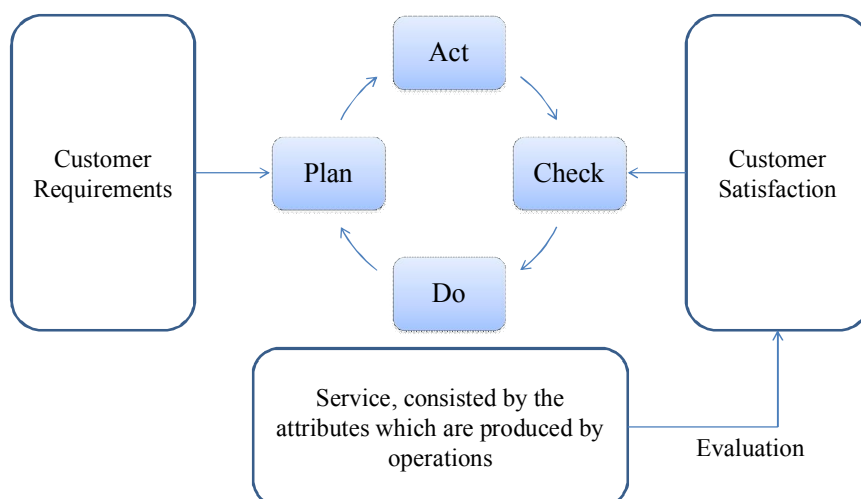 Act
Customer
Requirements
Plan
Check
Customer
Satisfaction
Do
Service, consisted by the
attributes which are produced by
operations
Evaluation